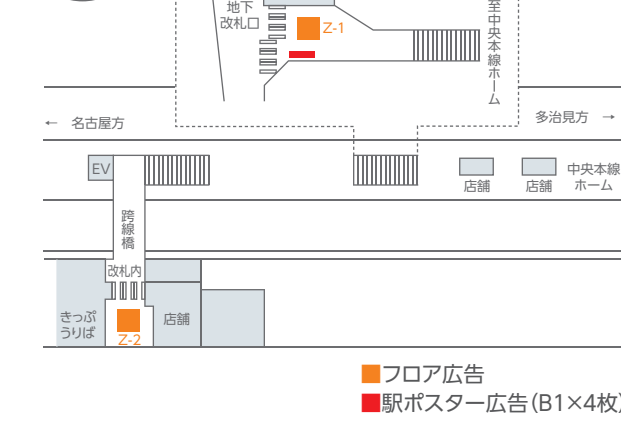 地下
改札口
Z-1
至中央本線ホーム
← 名古屋方
多治見方 →
EV
店舗
店舗
中央本線
ホーム
跨線橋
改札内
きっぷ
うりば
Z-2
店舗
■フロア広告
■駅ポスター広告(B1×4枚)